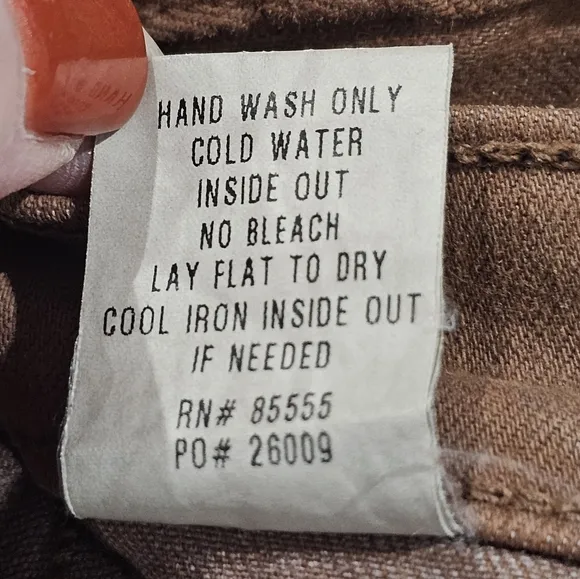 HAND WASH ONLY
COLD WATER
INSIDE OUT
NO BLEACH
LAY FLAT TO DRY
COOL IRON INSIDE OUT
IF NEEDED
RN# 85555
PO# 26009